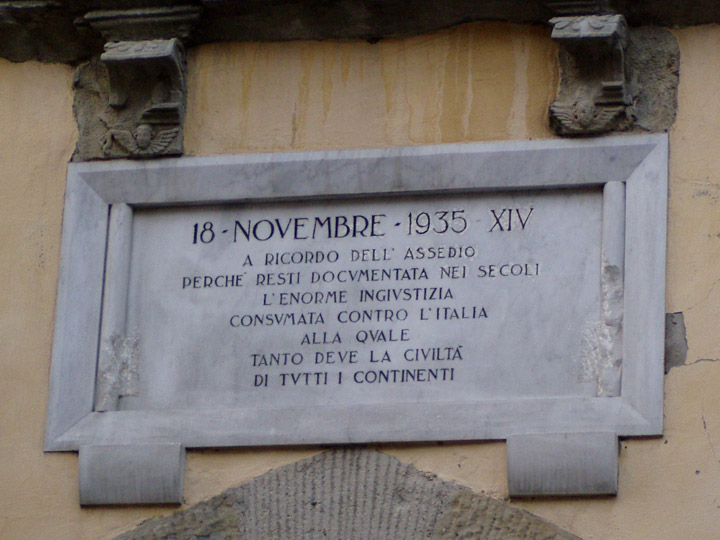 18 - NOVEMBRE - 1935 XIV
A RICORDO DELL' ASSEDIO
PERCHE' RESTI DOCVMENTATA NEI SECOLI
L'ENORME INGIVSTIZIA
CONSVMATA CONTRO L'ITALIA
ALLA QVALE
TANTO DEVE LA CIVILTÀ
DI TVTTI I CONTINENTI